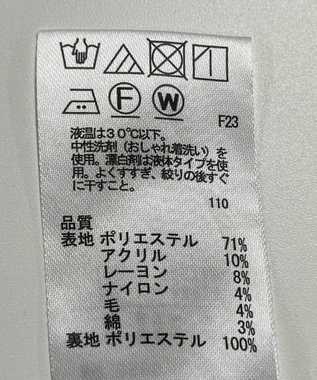 F
W
F23
液温は30℃以下。
中性洗剤（おしゃれ着洗い）を
使用。漂白剤は液体タイプを使
用。よくすすぎ、絞りの後すぐ
に干すこと。
110
品質
表地 ポリエステル 71%
アクリル 10%
レーヨン 8%
ナイロン 4%
毛 4%
綿 3%
裏地 ポリエステル 100%